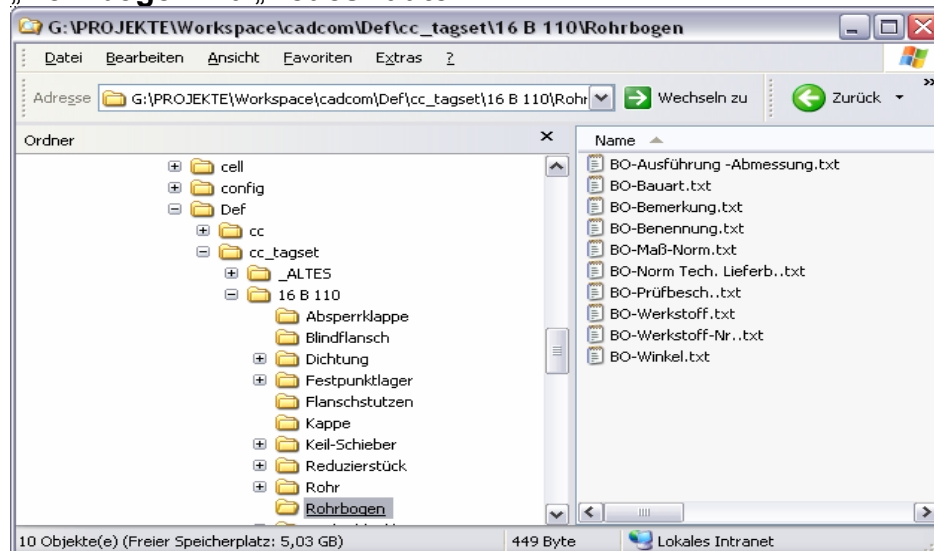 G:\PROJEKTE\Workspace\cadcom\Def\cc_tagset\16 B 110\Rohrbogen
Datei Bearbeiten Ansicht Favoriten Extras ?
Adresse G:\PROJEKTE\Workspace\cadcom\Def\cc_tagset\16 B 110\Rohr Wechseln zu Zurück
Ordner
cell
config
Def
cc
cc_tagset
_ALTES
16 B 110
Absperrklappe
Blindflansch
Dichtung
Festpunktlager
Flanschstutzen
Kappe
Keil-Schieber
Reduzierstück
Rohr
Rohrbogen
Name
BO-Ausführung -Abmessung.txt
BO-Bauart.txt
BO-Bemerkung.txt
BO-Benennung.txt
BO-Maß-Norm.txt
BO-Norm Tech. Lieferb..txt
BO-Prüfbesch..txt
BO-Werkstoff.txt
BO-Werkstoff-Nr..txt
BO-Winkel.txt
10 Objekte(e) (Freier Speicherplatz: 5,03 GB) 449 Byte Lokales Intranet